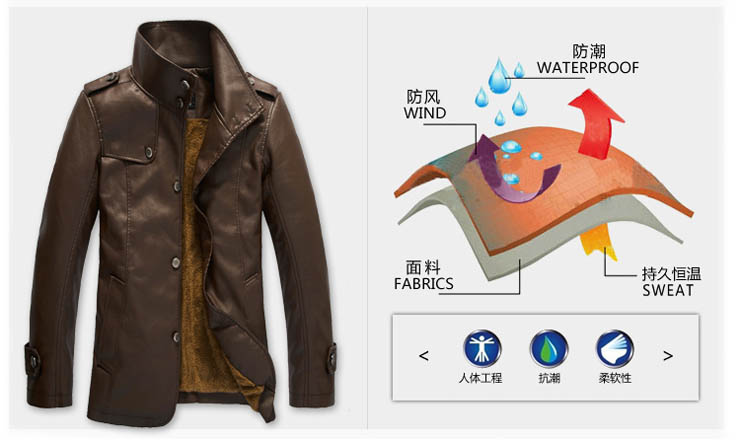 防潮
WATERPROOF
防风
WIND
面料
FABRICS
持久恒温
SWEAT
< >
人体工程 抗潮 柔软性